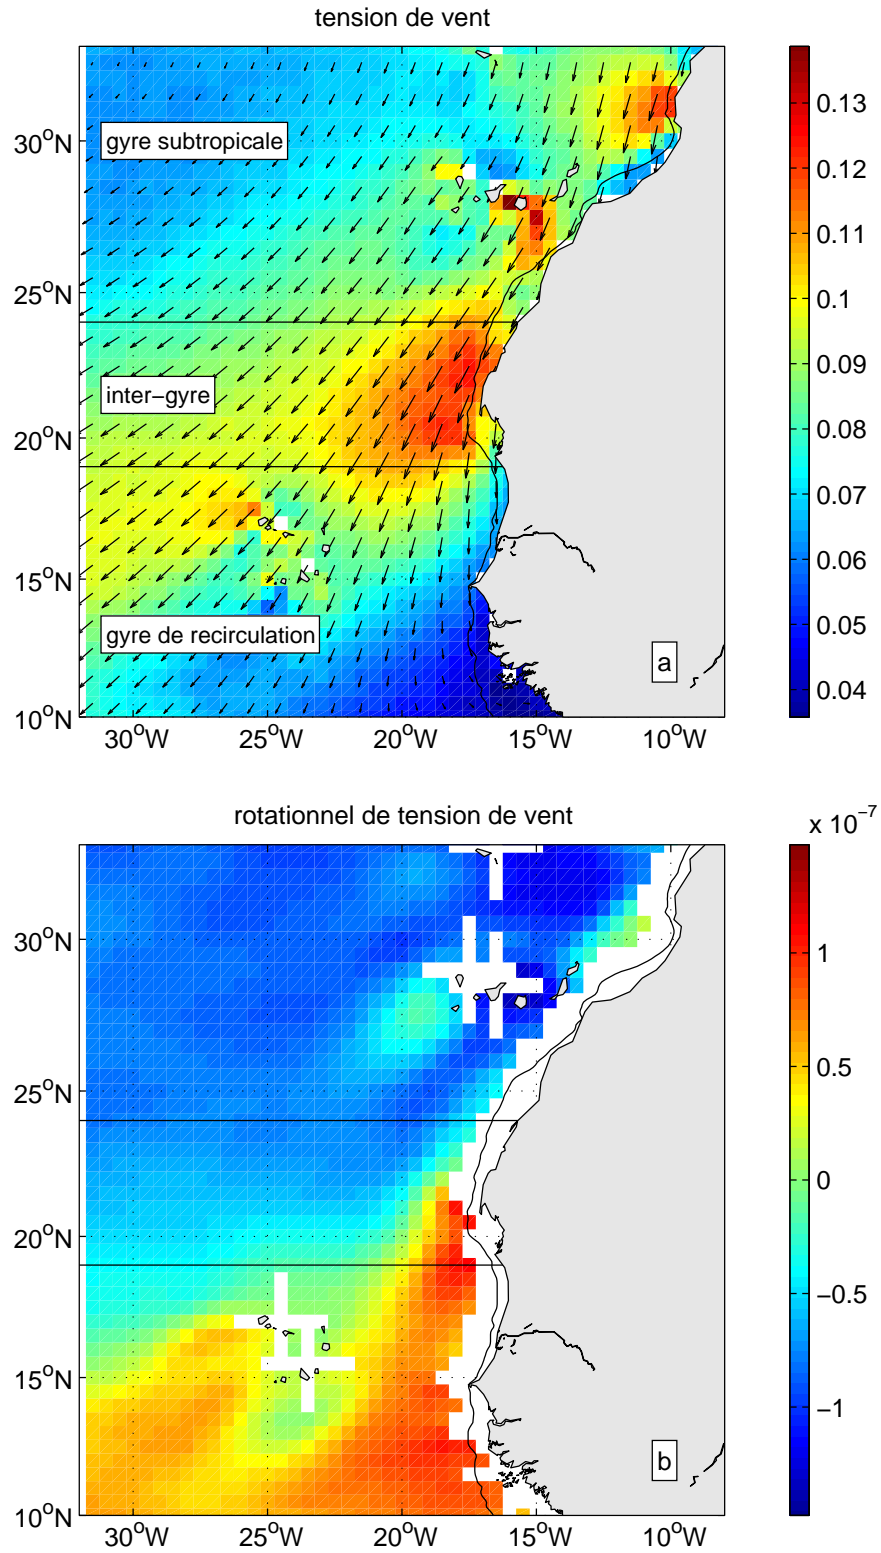 tension de vent
gyre subtropicale
inter−gyre
gyre de recirculation
a
30°N
25°N
20°N
15°N
10°N
30°W
25°W
20°W
15°W
10°W
0.13
0.12
0.11
0.1
0.09
0.08
0.07
0.06
0.05
0.04
rotationnel de tension de vent
x 10⁻⁷
b
30°N
25°N
20°N
15°N
10°N
30°W
25°W
20°W
15°W
10°W
1
0.5
0
−0.5
−1